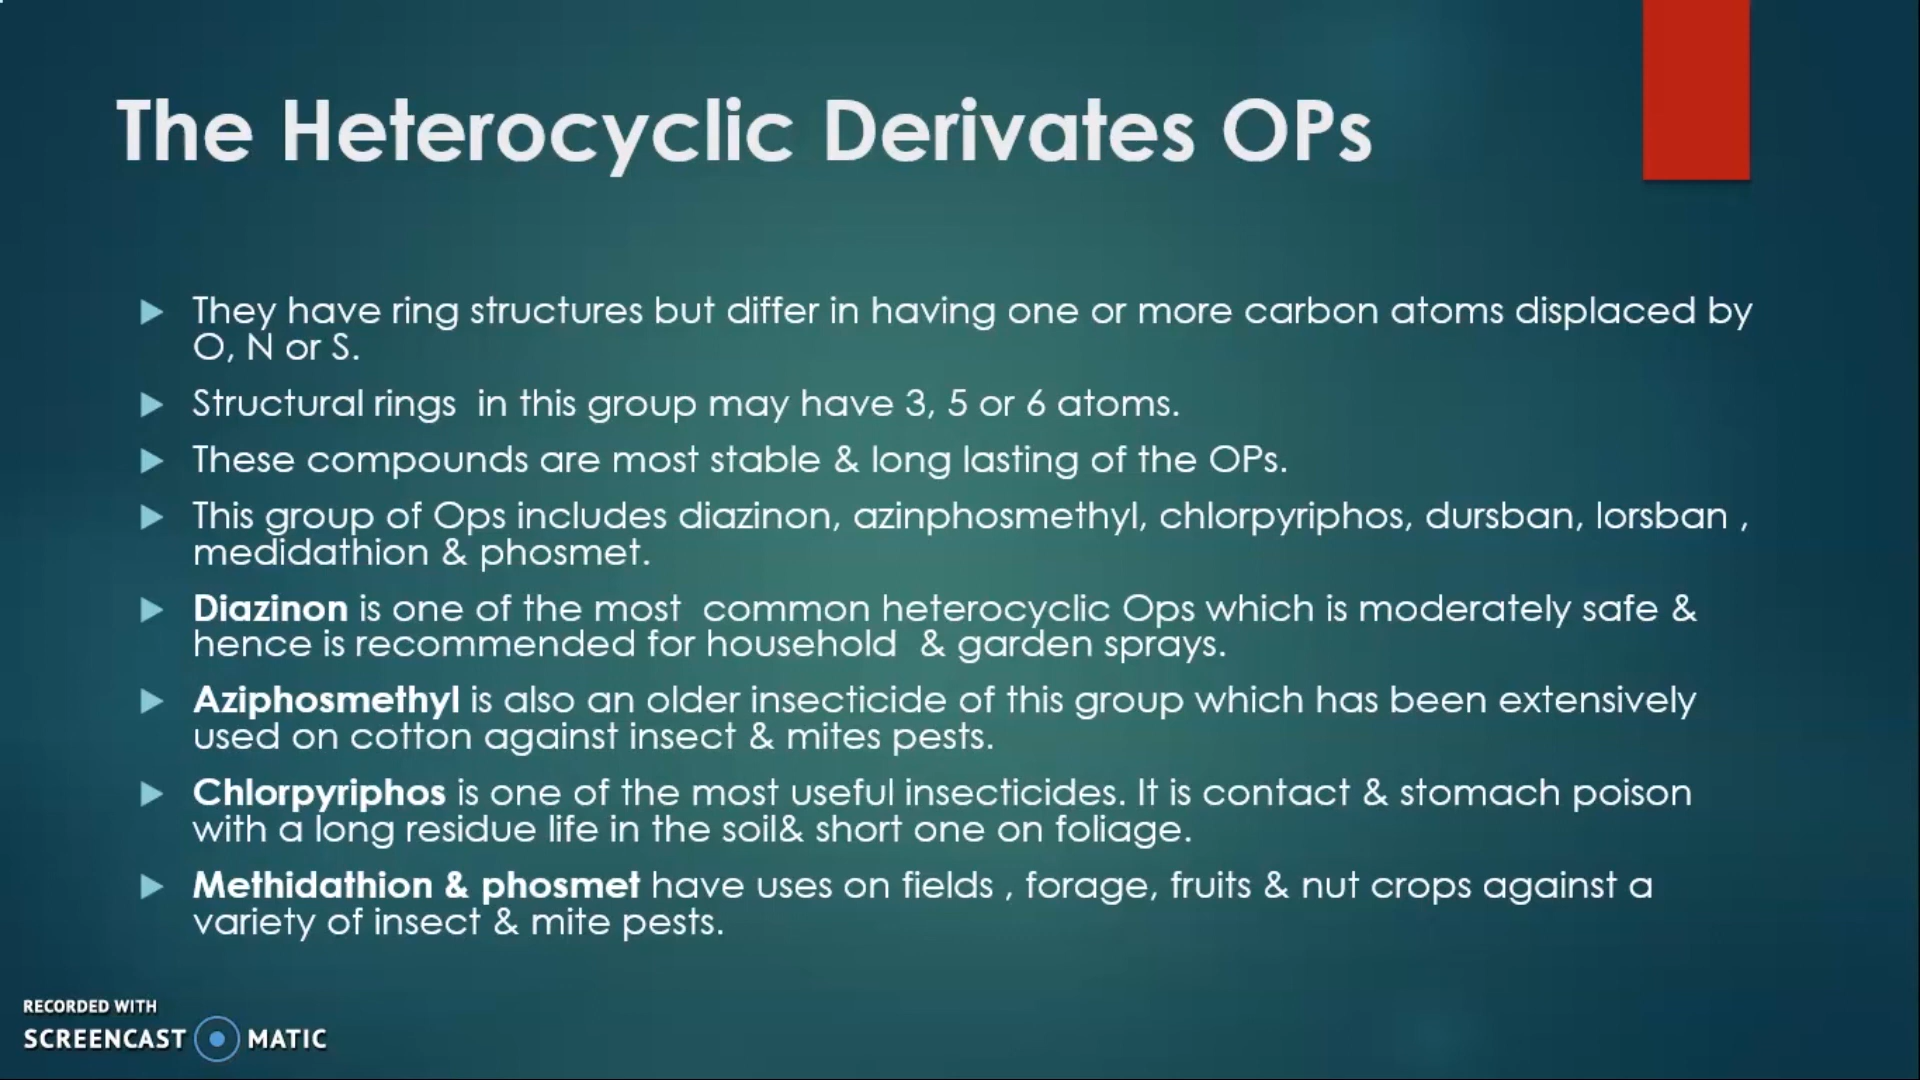 The Heterocyclic Derivates OPs
They have ring structures but differ in having one or more carbon atoms displaced by
O, N or S.
Structural rings  in this group may have 3, 5 or 6 atoms.
These compounds are most stable & long lasting of the OPs.
This group of Ops includes diazinon, azinphosmethyl, chlorpyriphos, dursban, lorsban ,
medidathion & phosmet.
Diazinon is one of the most  common heterocyclic Ops which is moderately safe &
hence is recommended for household  & garden sprays.
Aziphosmethyl is also an older insecticide of this group which has been extensively
used on cotton against insect & mites pests.
Chlorpyriphos is one of the most useful insecticides. It is contact & stomach poison
with a long residue life in the soil& short one on foliage.
Methidathion & phosmet have uses on fields , forage, fruits & nut crops against a
variety of insect & mite pests.
RECORDED WITH
SCREENCAST MATIC